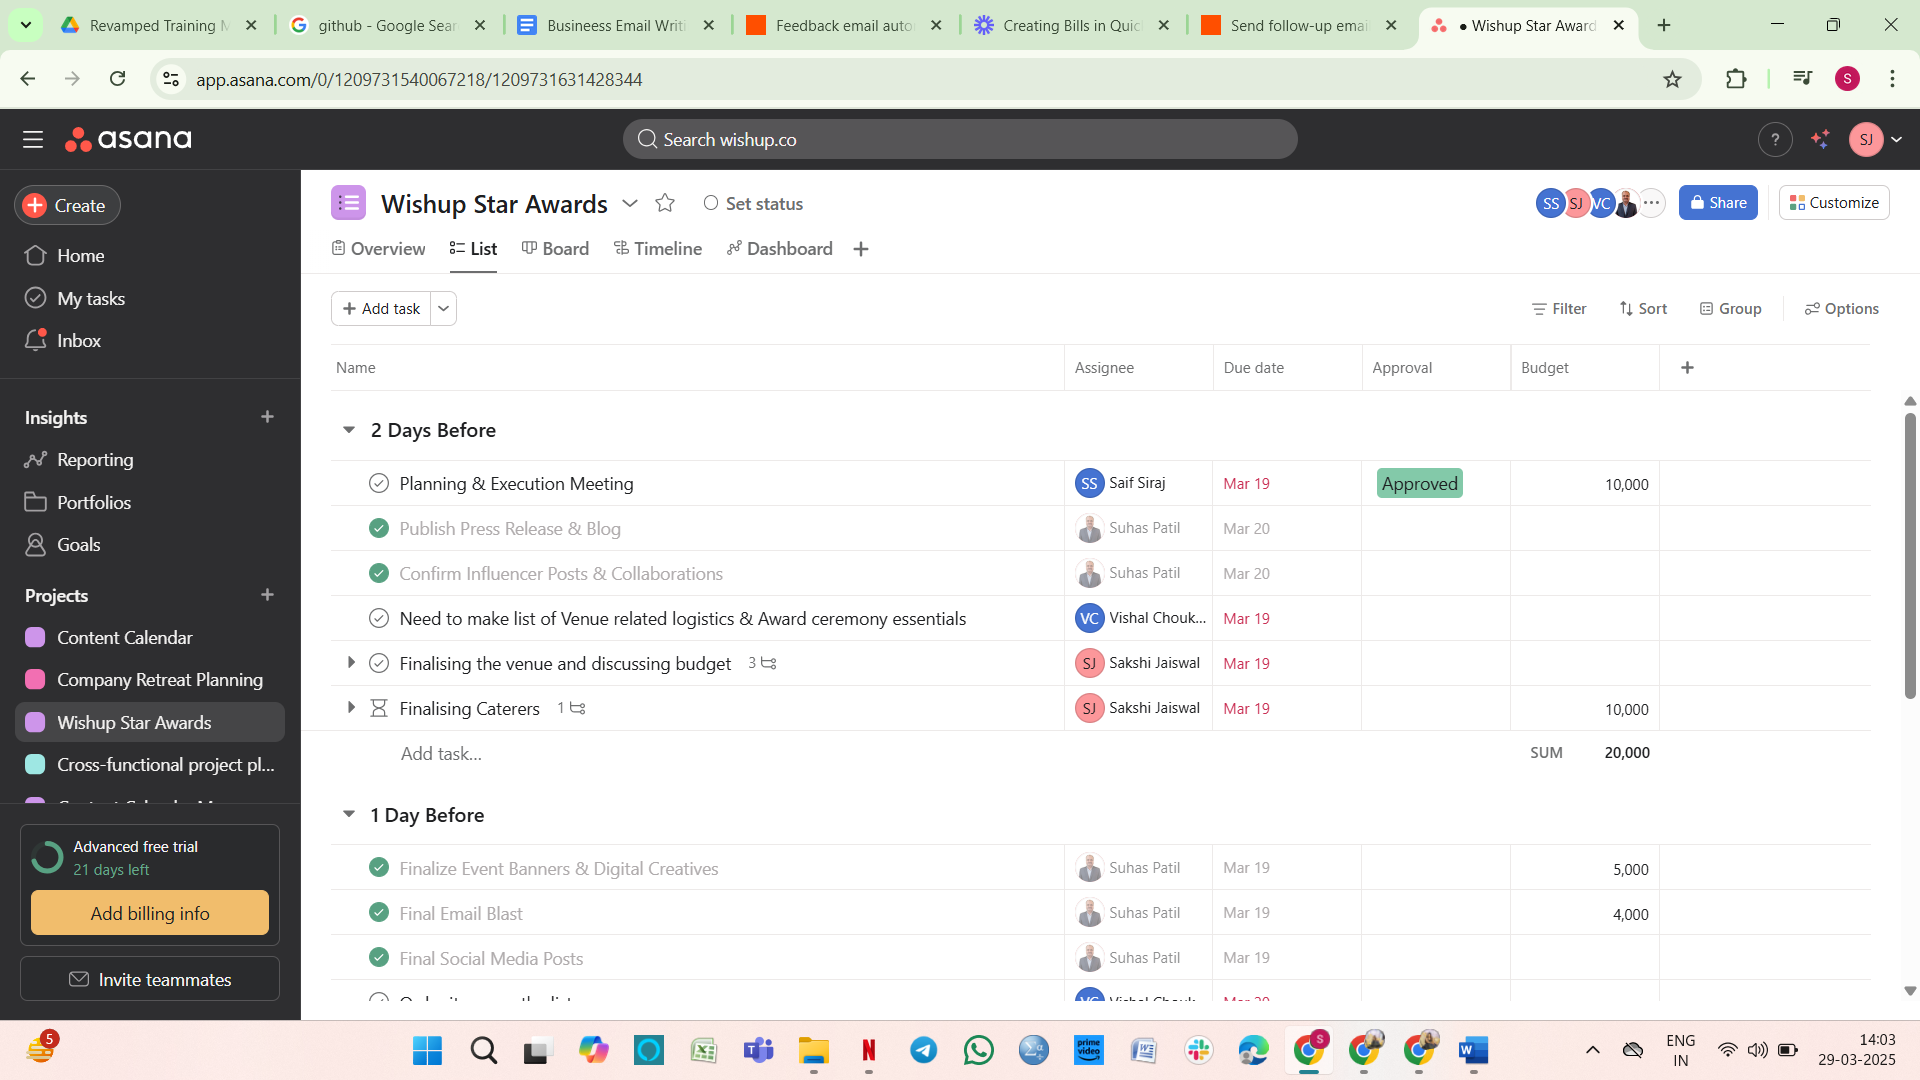 Revamped Training M
github - Google Sear
Busineess Email Writi
Feedback email auto
Creating Bills in Quic
Send follow-up emai
• Wishup Star Award
app.asana.com/0/1209731540067218/1209731631428344
S
asana
Search wishup.co
?
SJ
Create
Home
My tasks
Inbox
Insights
Reporting
Portfolios
Goals
Projects
Content Calendar
Company Retreat Planning
Wishup Star Awards
Cross-functional project pl...
Advanced free trial
21 days left
Add billing info
Invite teammates
Wishup Star Awards
Set status
SS SJ VC ...
Share
Customize
Overview List Board Timeline Dashboard
Add task
Filter Sort Group Options
Name Assignee Due date Approval Budget
2 Days Before
Planning & Execution Meeting SS Saif Siraj Mar 19 Approved 10,000
Publish Press Release & Blog Suhas Patil Mar 20
Confirm Influencer Posts & Collaborations Suhas Patil Mar 20
Need to make list of Venue related logistics & Award ceremony essentials VC Vishal Chouk... Mar 19
Finalising the venue and discussing budget 3 SJ Sakshi Jaiswal Mar 19
Finalising Caterers 1 SJ Sakshi Jaiswal Mar 19 10,000
Add task... SUM 20,000
1 Day Before
Finalize Event Banners & Digital Creatives Suhas Patil Mar 19 5,000
Final Email Blast Suhas Patil Mar 19 4,000
Final Social Media Posts Suhas Patil Mar 19
5
prime video
S
ENG
IN
14:03
29-03-2025